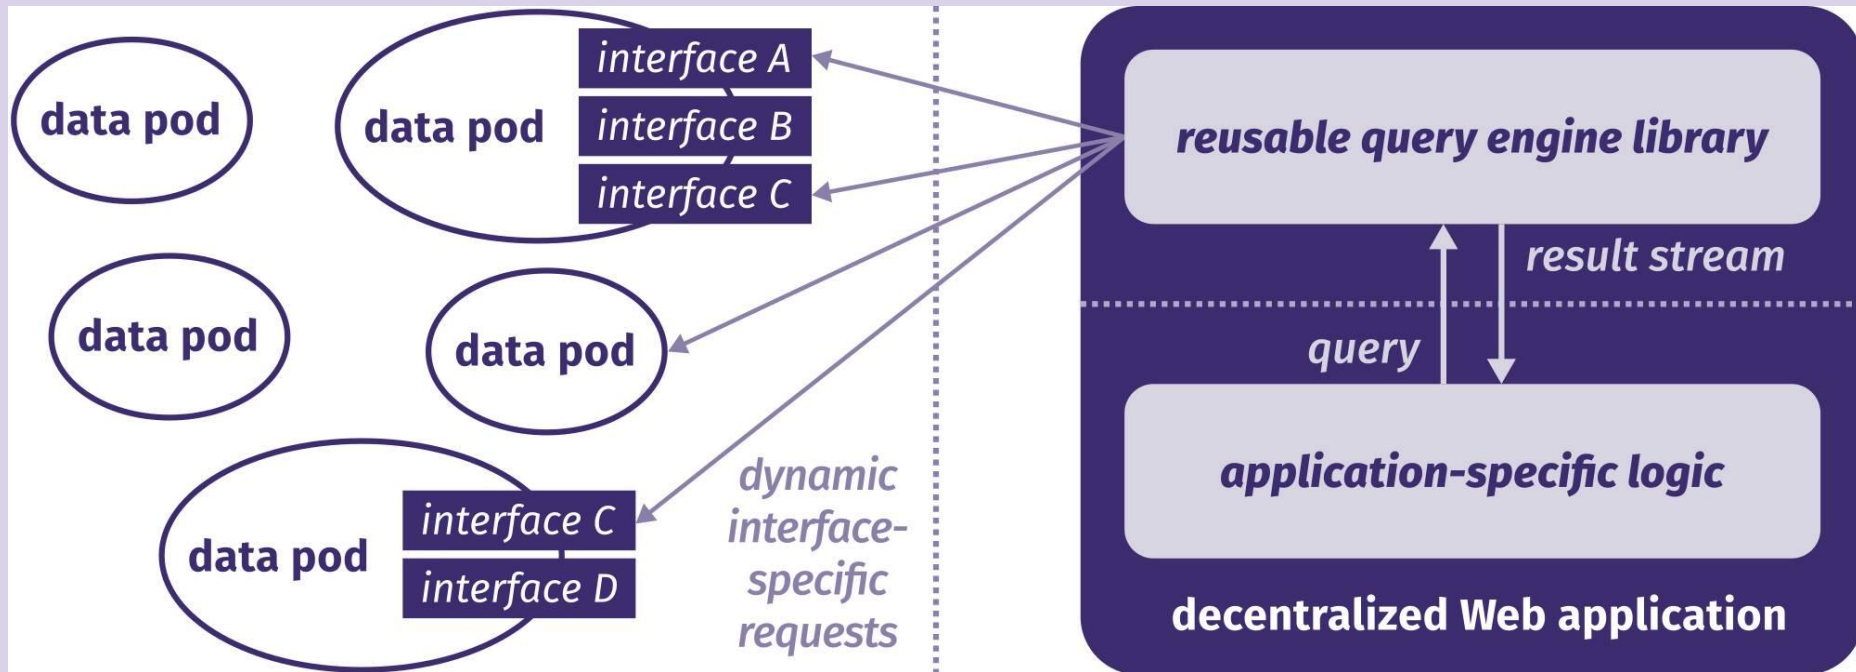 data pod
data pod
interface A
interface B
interface C
data pod
data pod
data pod
interface C
interface D
dynamic
interface-
specific
requests
reusable query engine library
result stream
query
application-specific logic
decentralized Web application